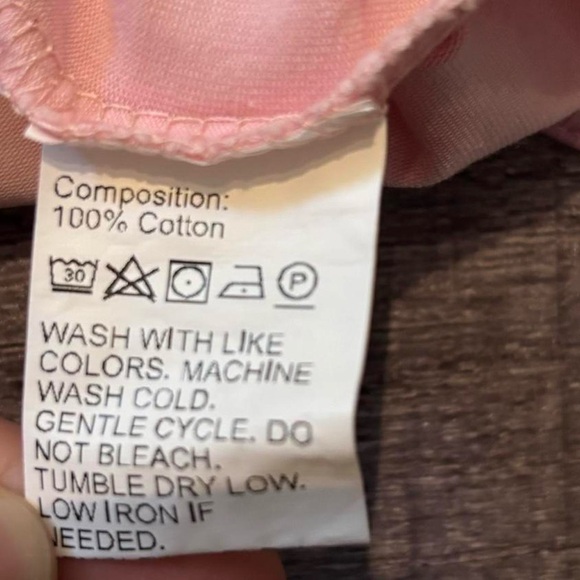 Composition:
100% Cotton
30 P
WASH WITH LIKE
COLORS. MACHINE
WASH COLD.
GENTLE CYCLE. DO
NOT BLEACH.
TUMBLE DRY LOW.
LOW IRON IF
NEEDED.